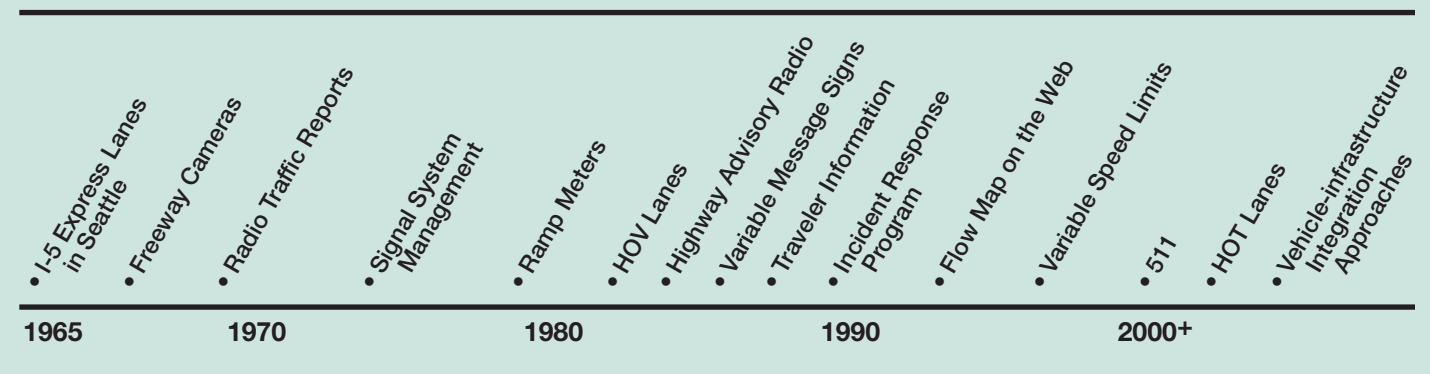 I-5 Express Lanes
in Seattle
Freeway Cameras
Radio Traffic Reports
Signal System
Management
Ramp Meters
HOV Lanes
Highway Advisory Radio
Variable Message Signs
Traveler Information
Incident Response
Program
Flow Map on the Web
Variable Speed Limits
511
HOT Lanes
Vehicle-infrastructure
Integration
Approaches
1965
1970
1980
1990
2000+